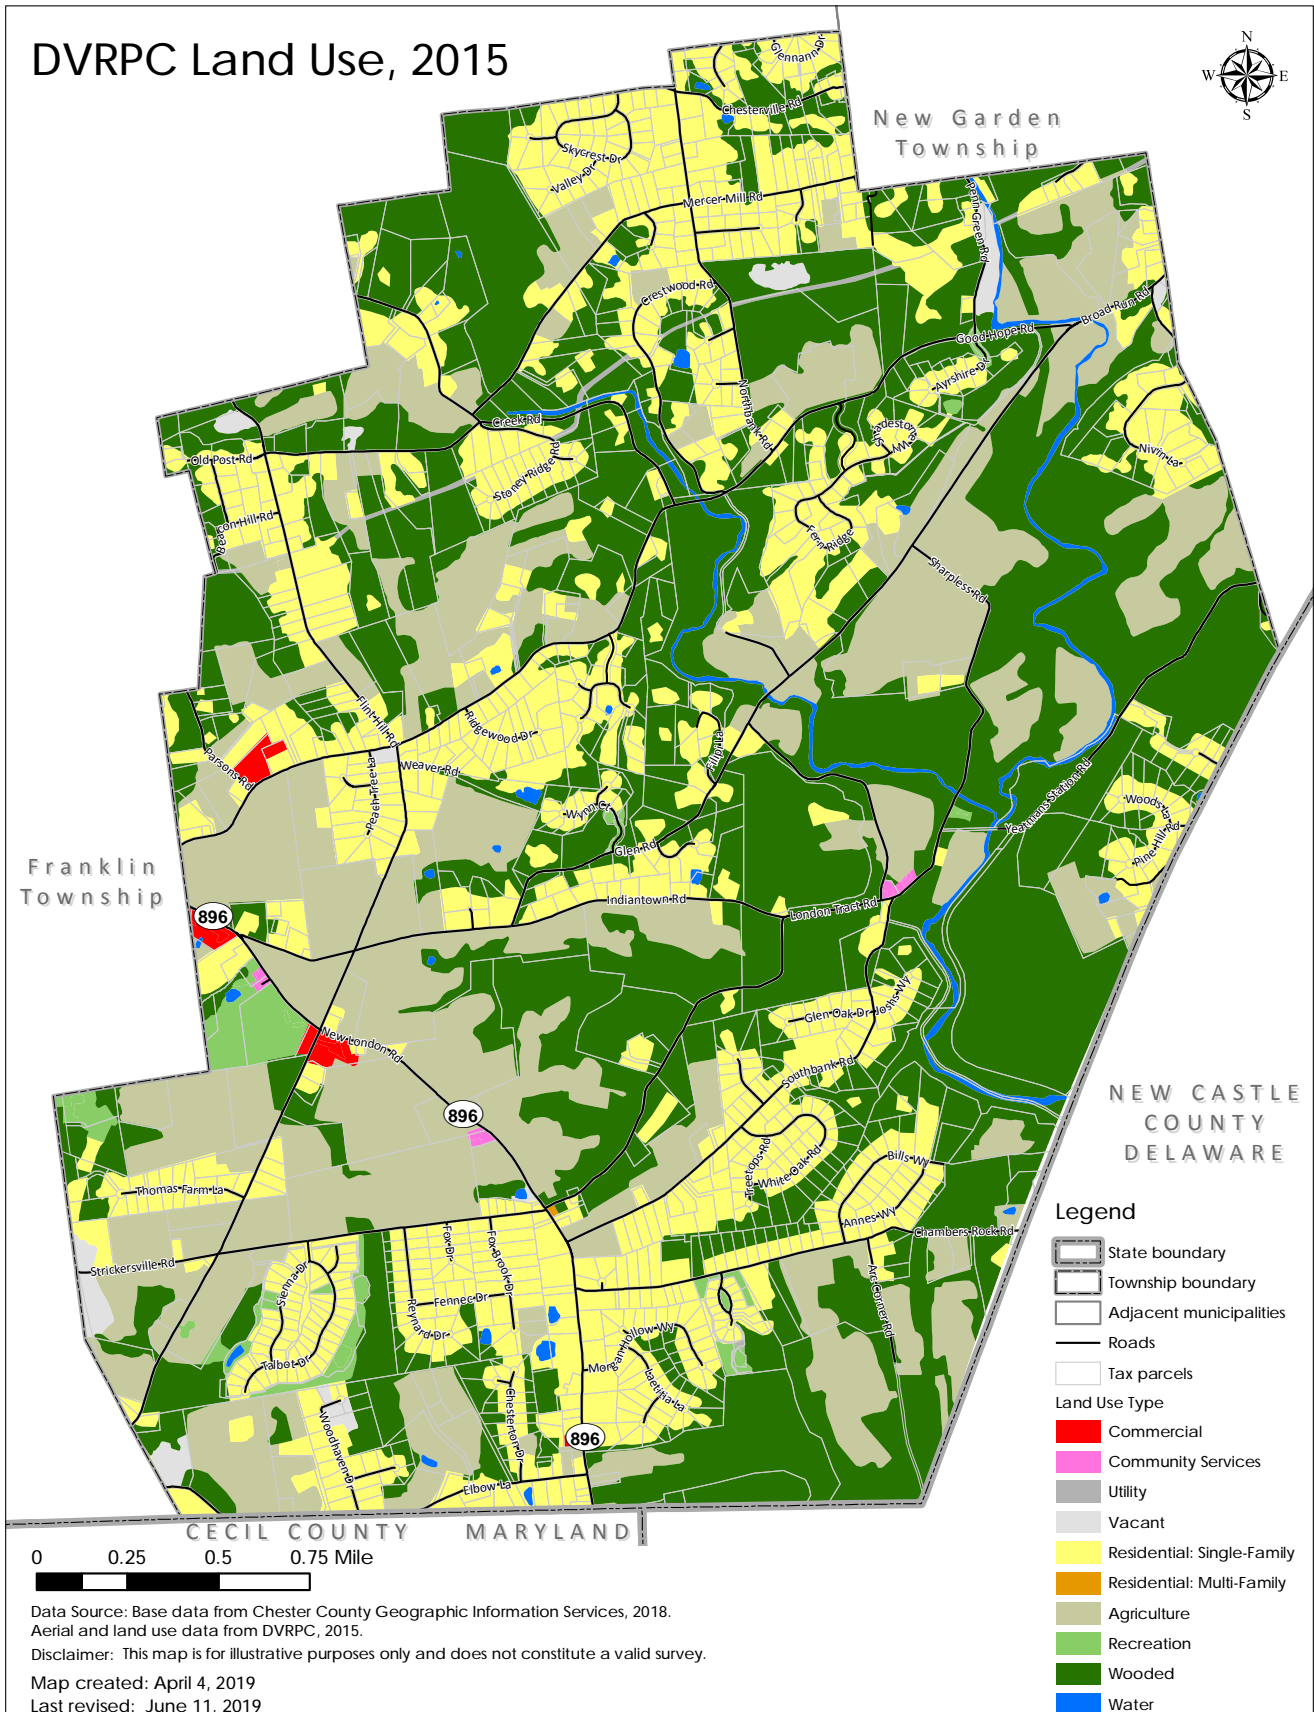 DVRPC Land Use, 2015
N
W
E
S
New Garden
Township
Glennann Dr
Chesterville Rd
Skycrest Dr
Valley Dr
Mercer Mill Rd
Penn Green Rd
Crestwood Rd
Broad Run Rd
Good Hope Rd
Ayrshire Dr
Northbank Rd
Creek Rd
Old Post Rd
Stoney Ridge Rd
Nivin La
Beacon Hill Rd
Fern Ridge
Sharpless Rd
Flint Hill Rd
Ridgewood Dr
Parsons Rd
Weaver Rd
Filip La
Peach Tree La
Yeatmans Station Rd
Woods La
Pine Hill Rd
Wynn Ct
Glen Rd
Franklin
Township
Indiantown Rd
London Tract Rd
896
Glen Oak Dr
Joshs Wy
New London Rd
Southbank Rd
896
NEW CASTLE
COUNTY
DELAWARE
Treetops Rd
White Oak Rd
Bills Wy
Thomas Farm La
Annes Wy
Chambers Rock Rd
Strickersville Rd
Fox Dr
Fox Brook Dr
Sienna Dr
Fennec Dr
Reynard Dr
Arc Corner Rd
Talbot Dr
Morgan Hollow Wy
Laetitia La
Woodhaven Dr
Chesterton Dr
896
Elbow La
CECIL COUNTY MARYLAND
Legend
State boundary
Township boundary
Adjacent municipalities
Roads
Tax parcels
Land Use Type
Commercial
Community Services
Utility
Vacant
Residential: Single-Family
Residential: Multi-Family
Agriculture
Recreation
Wooded
Water
0 0.25 0.5 0.75 Mile
Data Source: Base data from Chester County Geographic Information Services, 2018.
Aerial and land use data from DVRPC, 2015.
Disclaimer: This map is for illustrative purposes only and does not constitute a valid survey.
Map created: April 4, 2019
Last revised: June 11, 2019